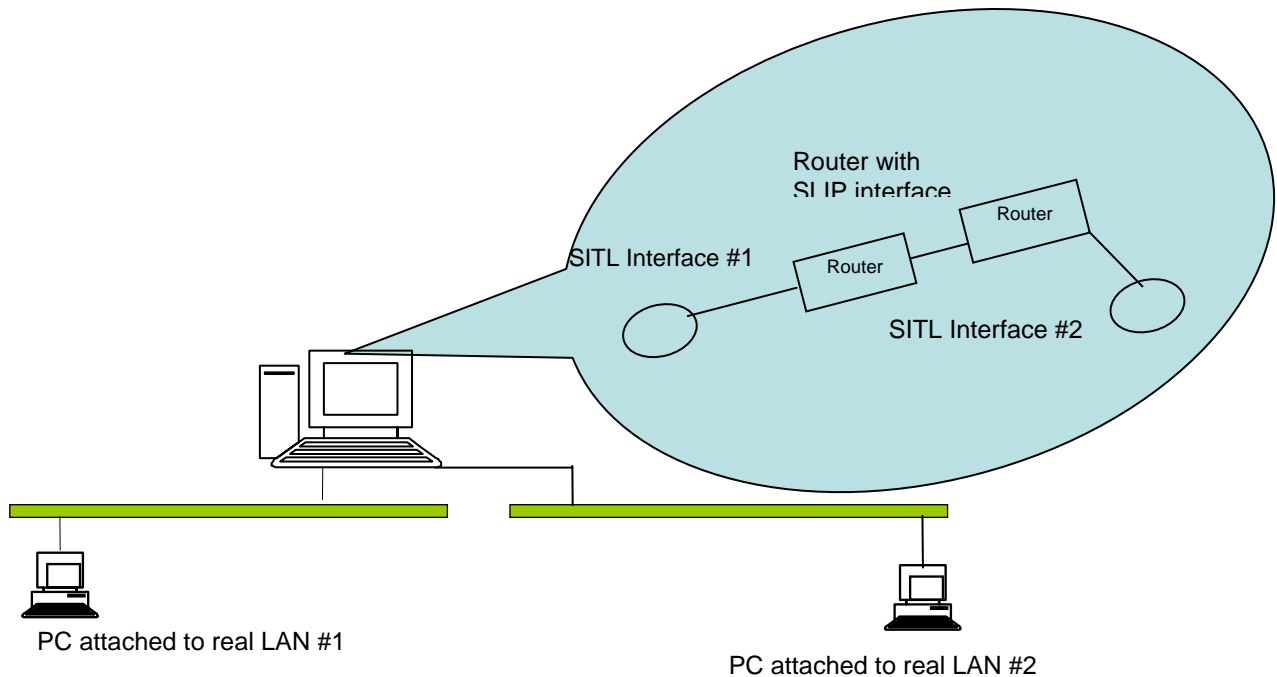 Router with
SLIP interface
Router
SITL Interface #1
Router
SITL Interface #2
PC attached to real LAN #1
PC attached to real LAN #2